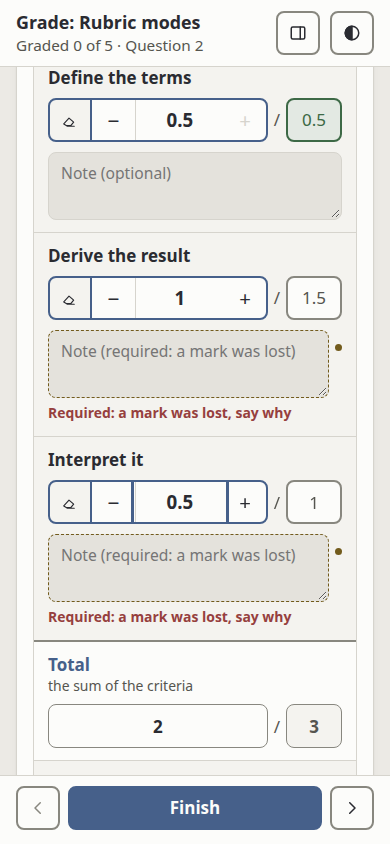 Grade: Rubric modes
Graded 0 of 5 · Question 2
Define the terms
− 0.5 + / 0.5
Note (optional)
Derive the result
− 1 + / 1.5
Note (required: a mark was lost)
Required: a mark was lost, say why
Interpret it
− 0.5 + / 1
Note (required: a mark was lost)
Required: a mark was lost, say why
Total
the sum of the criteria
2 / 3
Finish